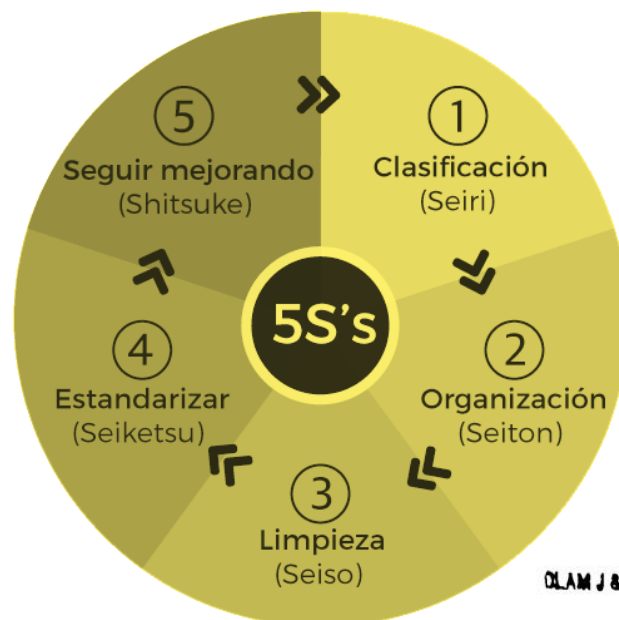 5S's
1
Clasificación
(Seiri)
2
Organización
(Seiton)
3
Limpieza
(Seiso)
4
Estandarizar
(Seiketsu)
5
Seguir mejorando
(Shitsuke)